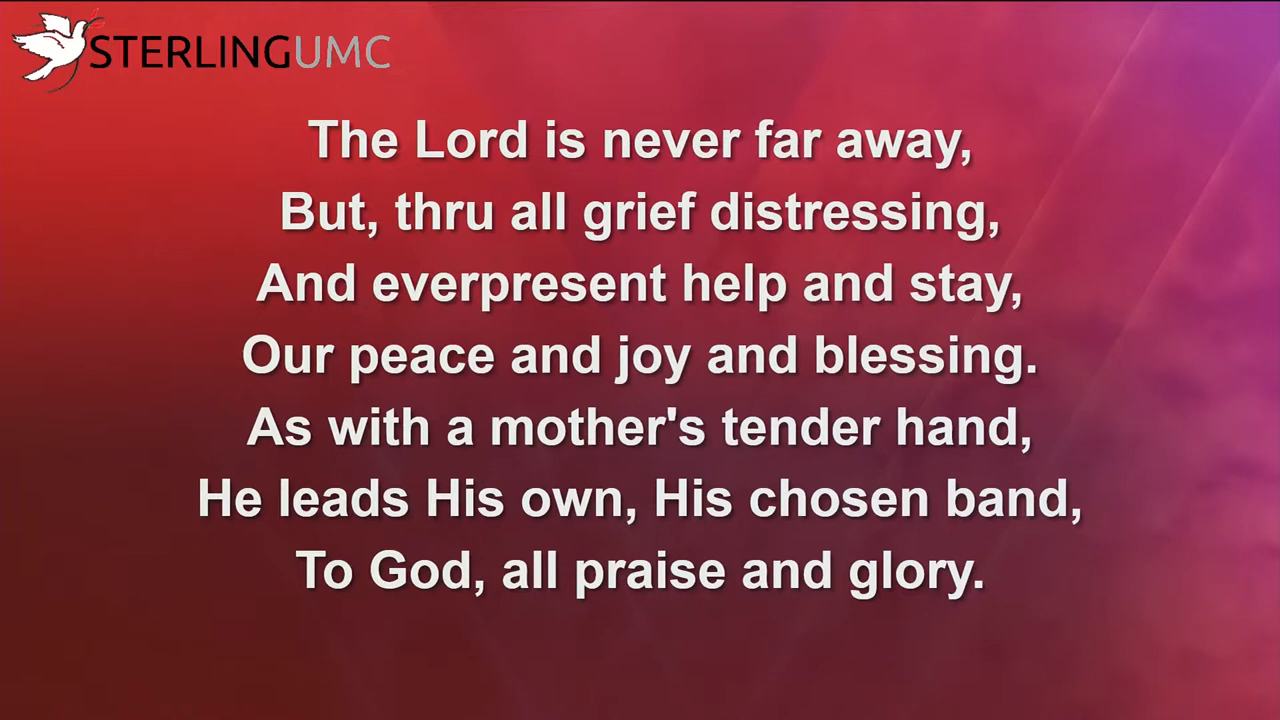 STERLINGUMC
The Lord is never far away,
But, thru all grief distressing,
And everpresent help and stay,
Our peace and joy and blessing.
As with a mother's tender hand,
He leads His own, His chosen band,
To God, all praise and glory.